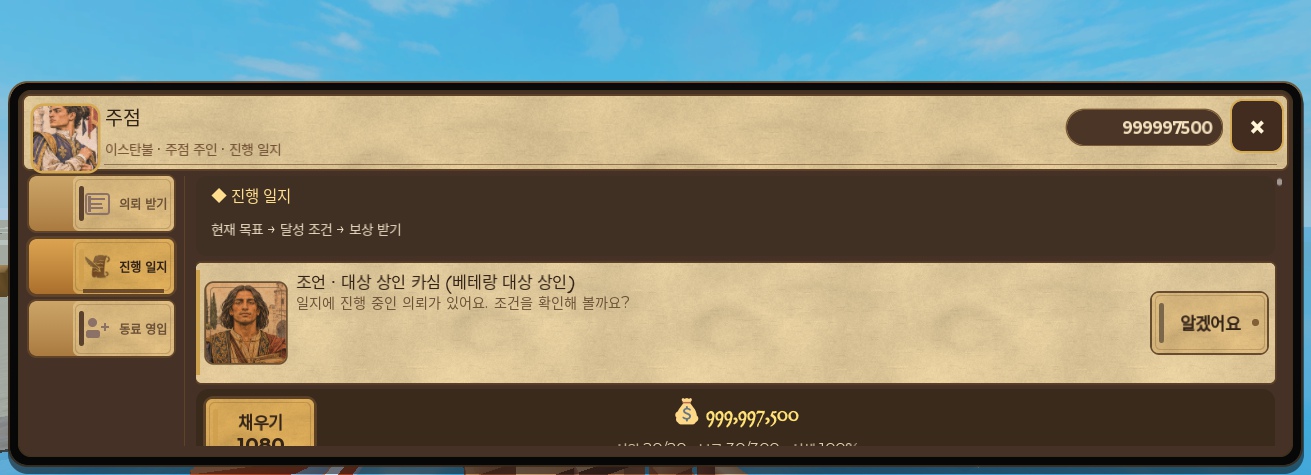 주점
이스탄불 · 주점 주인 · 진행 일지
999997500
×
의뢰 받기
진행 일지
동료 영입
◆ 진행 일지
현재 목표 → 달성 조건 → 보상 받기
조언 · 대상 상인 카심 (베테랑 대상 상인)
일지에 진행 중인 의뢰가 있어요. 조건을 확인해 볼까요?
알겠어요
채우기
1080
999,997,500